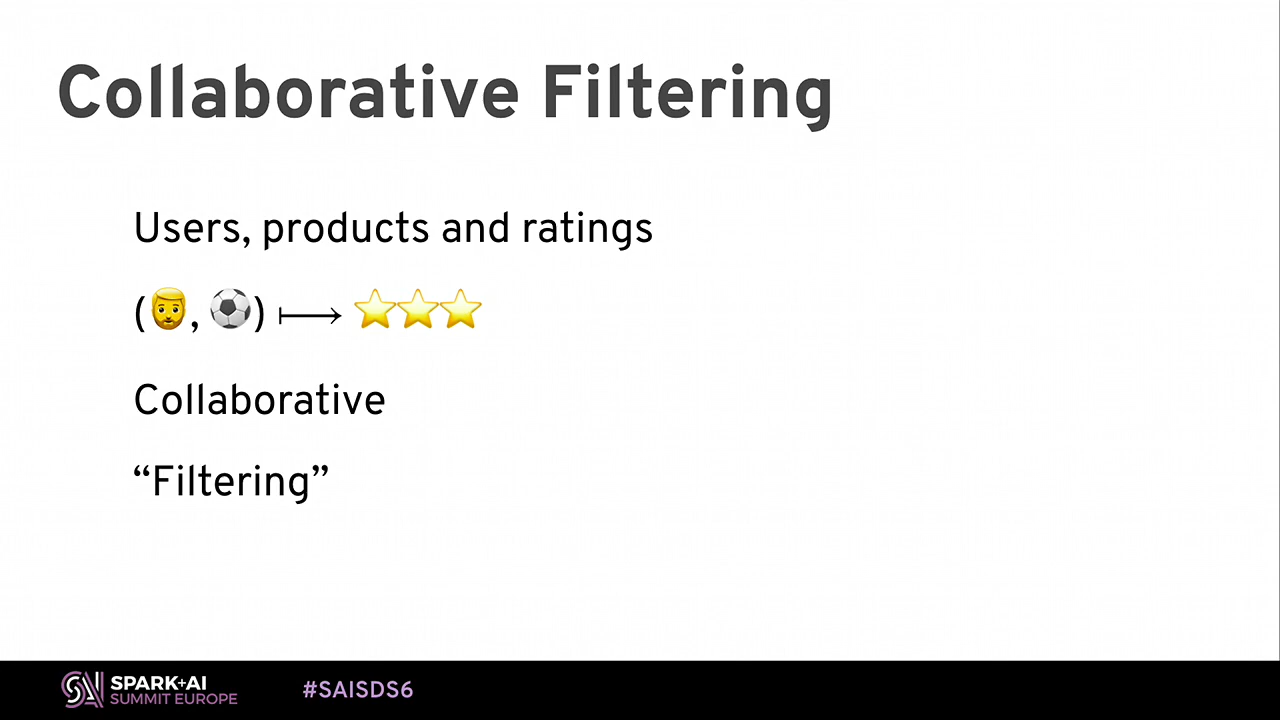 Collaborative Filtering
Users, products and ratings
(🧔, ⚽) ⟼ ⭐⭐⭐
Collaborative
“Filtering”
SPARK+AI
SUMMIT EUROPE
#SAISDS6